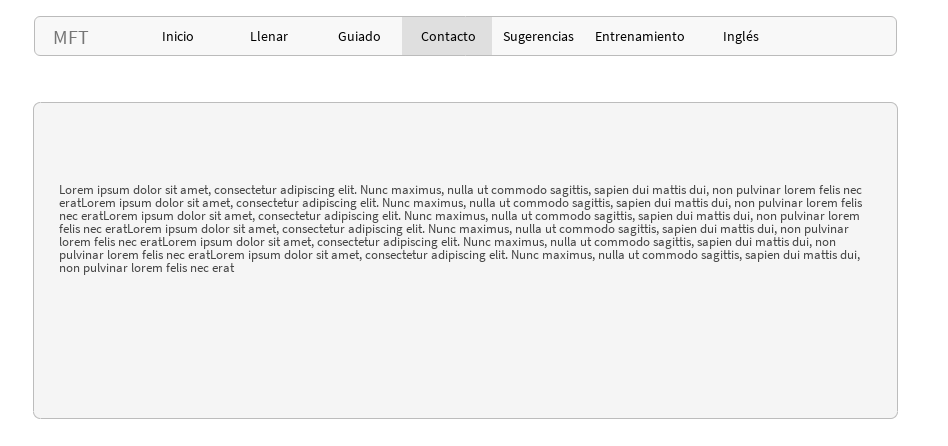 MFT Inicio Llenar Guiado Contacto Sugerencias Entrenamiento Inglés
Lorem ipsum dolor sit amet, consectetur adipiscing elit. Nunc maximus, nulla ut commodo sagittis, sapien dui mattis dui, non pulvinar lorem felis nec
eratLorem ipsum dolor sit amet, consectetur adipiscing elit. Nunc maximus, nulla ut commodo sagittis, sapien dui mattis dui, non pulvinar lorem felis
nec eratLorem ipsum dolor sit amet, consectetur adipiscing elit. Nunc maximus, nulla ut commodo sagittis, sapien dui mattis dui, non pulvinar lorem
felis nec eratLorem ipsum dolor sit amet, consectetur adipiscing elit. Nunc maximus, nulla ut commodo sagittis, sapien dui mattis dui, non pulvinar
lorem felis nec eratLorem ipsum dolor sit amet, consectetur adipiscing elit. Nunc maximus, nulla ut commodo sagittis, sapien dui mattis dui, non
pulvinar lorem felis nec eratLorem ipsum dolor sit amet, consectetur adipiscing elit. Nunc maximus, nulla ut commodo sagittis, sapien dui mattis dui,
non pulvinar lorem felis nec erat